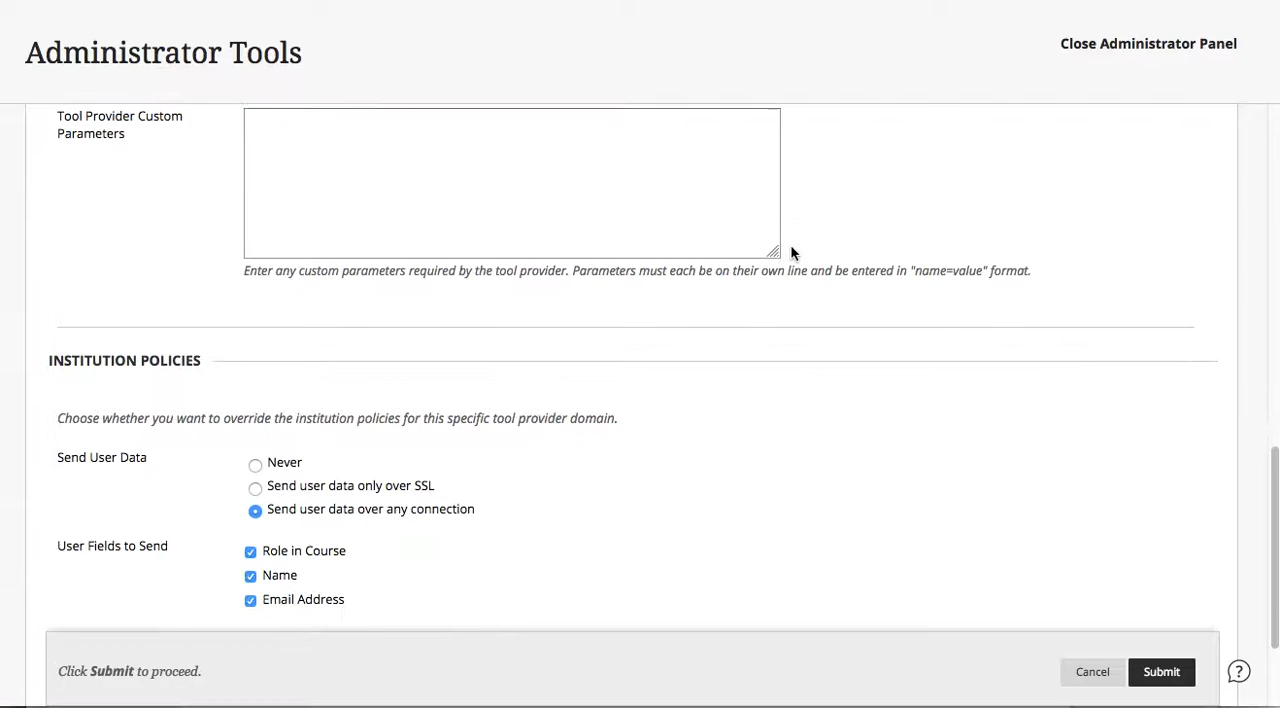 Administrator Tools
Close Administrator Panel
Tool Provider Custom
Parameters
Enter any custom parameters required by the tool provider. Parameters must each be on their own line and be entered in "name=value" format.
INSTITUTION POLICIES
Choose whether you want to override the institution policies for this specific tool provider domain.
Send User Data
Never
Send user data only over SSL
Send user data over any connection
User Fields to Send
Role in Course
Name
Email Address
Click Submit to proceed.
Cancel
Submit
?